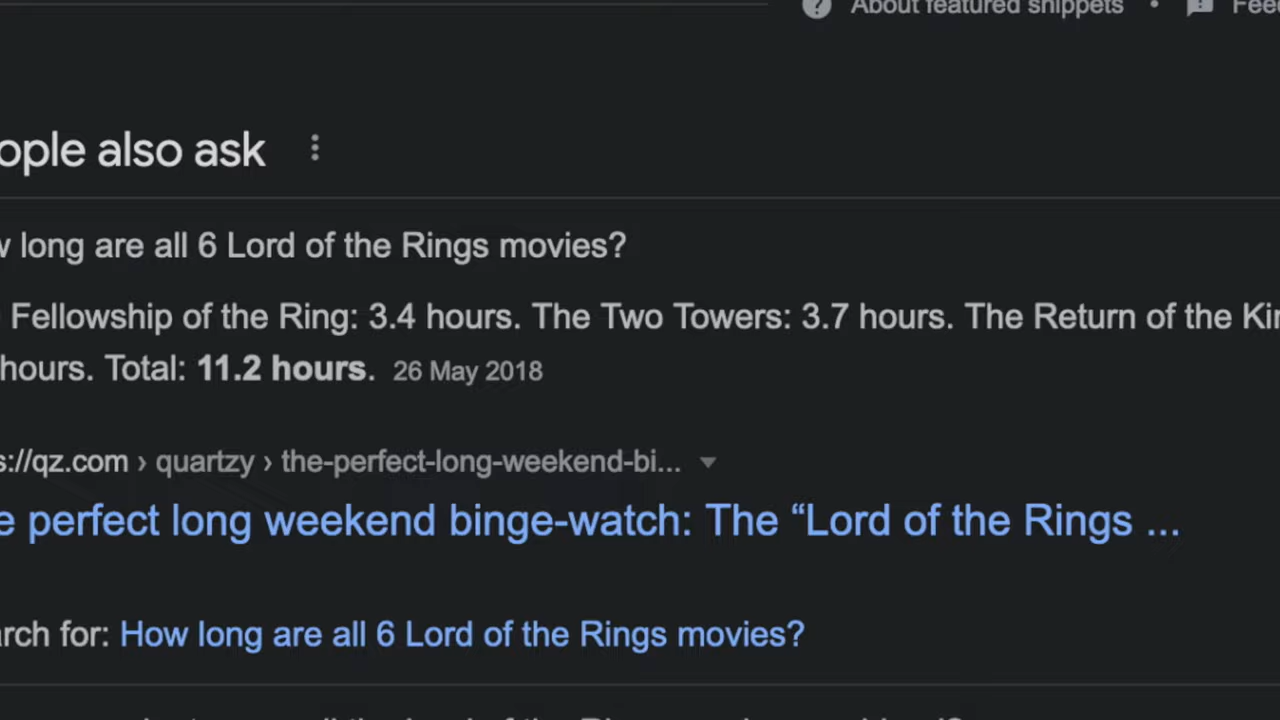 About featured snippets •
ople also ask
long are all 6 Lord of the Rings movies?
Fellowship of the Ring: 3.4 hours. The Two Towers: 3.7 hours. The Return of the Kin
hours. Total: 11.2 hours. 26 May 2018
s://qz.com › quartzy › the-perfect-long-weekend-bi...
e perfect long weekend binge-watch: The “Lord of the Rings ...
arch for: How long are all 6 Lord of the Rings movies?